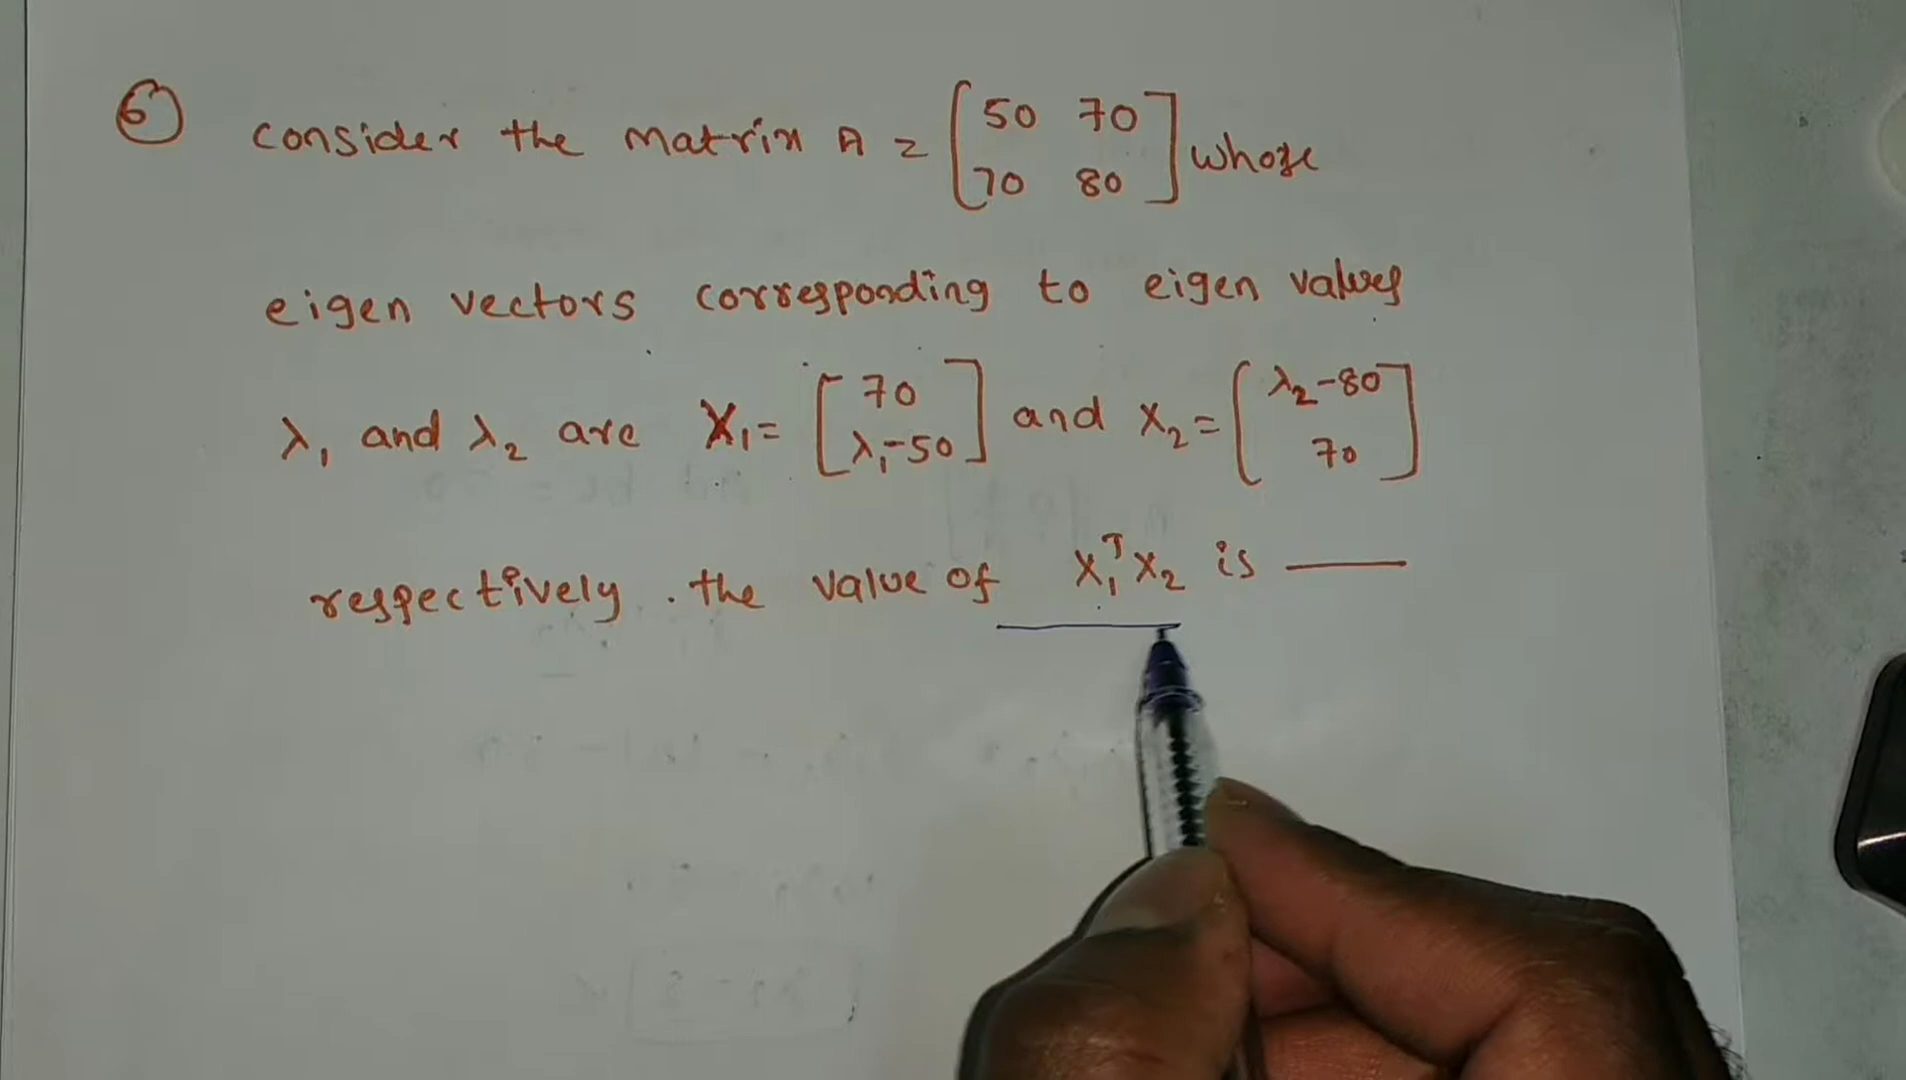 6 consider the matrix A = [50 70
70 80] whose
eigen vectors corresponding to eigen values
λ₁ and λ₂ are X₁ = [70
λ₁-50] and X₂ = [λ₂-80
70]
respectively. the value of X₁ᵀX₂ is ___